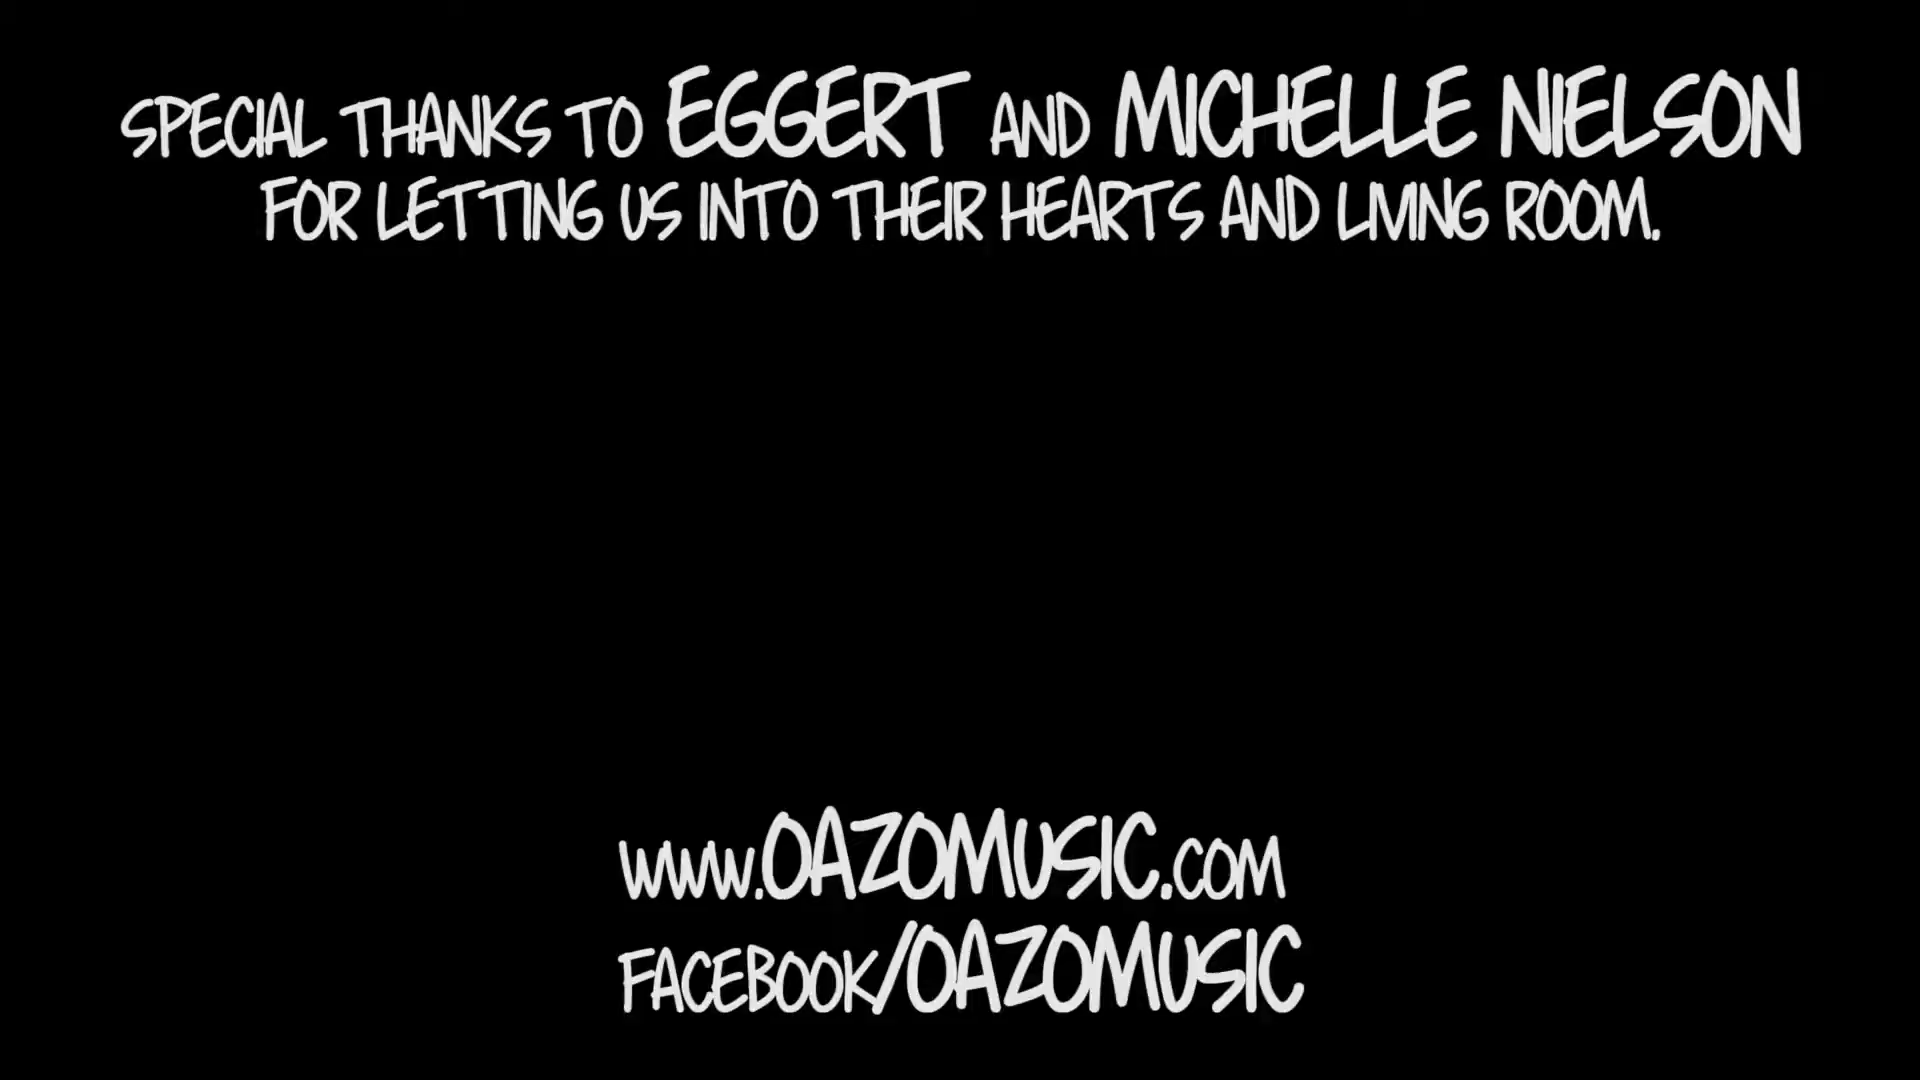 SPECIAL THANKS TO EGGERT AND MICHELLE NIELSON
FOR LETTING US INTO THEIR HEARTS AND LIVING ROOM.
WWW.OAZOMUSIC.COM
FACEBOOK/OAZOMUSIC